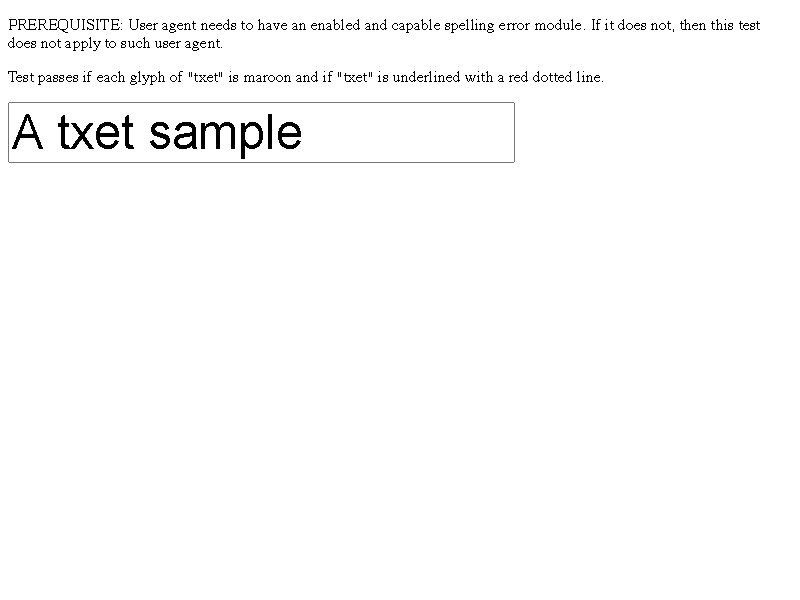 PREREQUISITE: User agent needs to have an enabled and capable spelling error module. If it does not, then this test
does not apply to such user agent.
Test passes if each glyph of "txet" is maroon and if "txet" is underlined with a red dotted line.
A txet sample